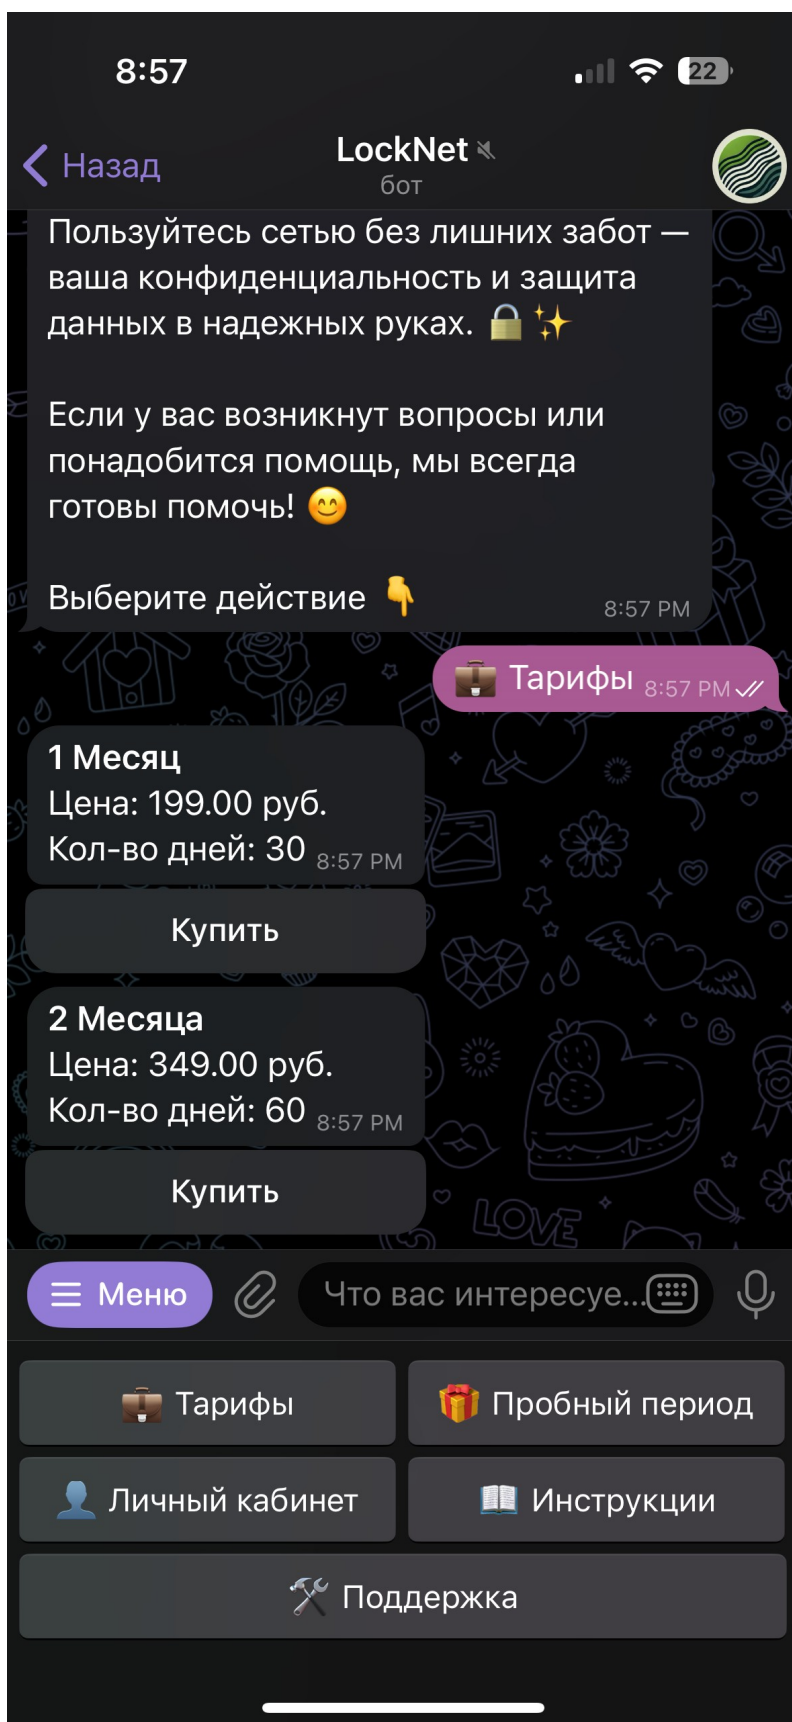 8:57
22
Назад
LockNet
бот
Пользуйтесь сетью без лишних забот —
ваша конфиденциальность и защита
данных в надежных руках. 🔒✨
Если у вас возникнут вопросы или
понадобится помощь, мы всегда
готовы помочь! 😊
Выберите действие 👇
8:57 PM
💼 Тарифы 8:57 PM
1 Месяц
Цена: 199.00 руб.
Кол-во дней: 30 8:57 PM
Купить
2 Месяца
Цена: 349.00 руб.
Кол-во дней: 60 8:57 PM
Купить
LOVE
Меню
Что вас интересуе...
💼 Тарифы
🎁 Пробный период
👤 Личный кабинет
📖 Инструкции
🛠 Поддержка